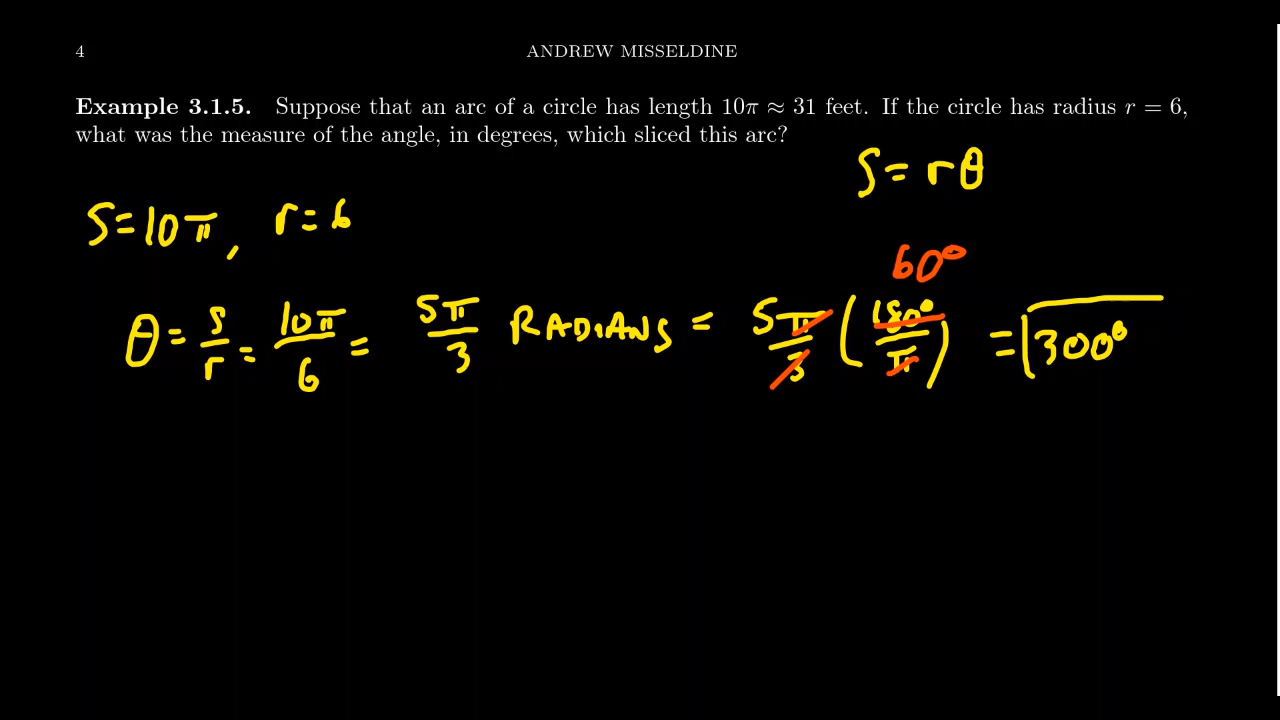 4 ANDREW MISSELDINE
Example 3.1.5. Suppose that an arc of a circle has length 10π ≈ 31 feet. If the circle has radius r = 6,
what was the measure of the angle, in degrees, which sliced this arc?
S = rθ
S = 10π, r = 6
60°
θ = s/r = 10π/6 = 5π/3 RADIANS = 5π/3 (180°/π) = 300°